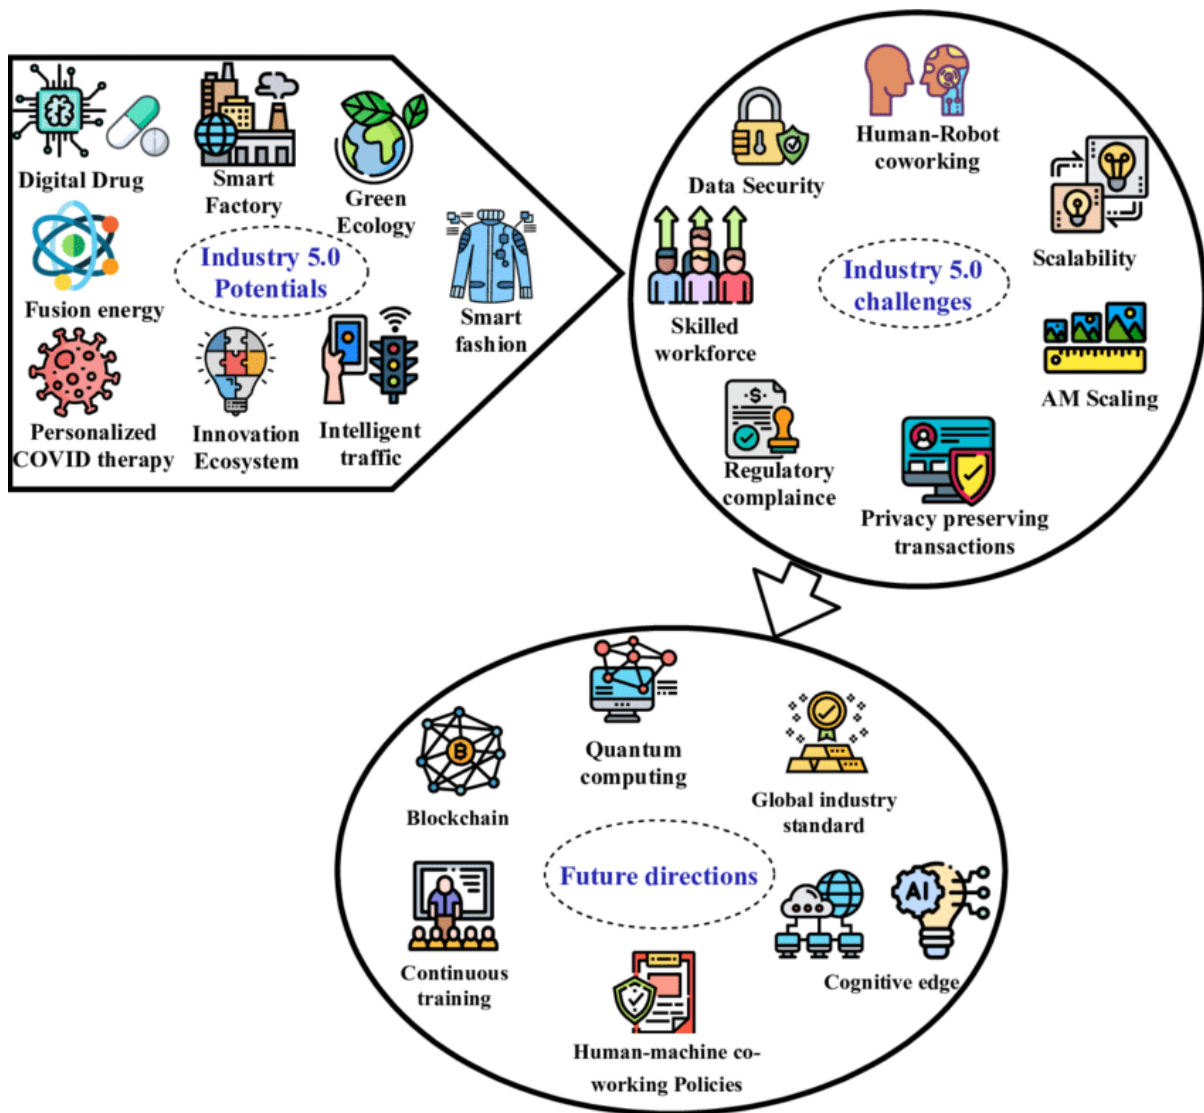 Digital Drug
Smart
Factory
Green
Ecology
Industry 5.0
Potentials
Fusion energy
Smart
fashion
Personalized
COVID therapy
Innovation
Ecosystem
Intelligent
traffic
Human-Robot
coworking
Data Security
Scalability
Industry 5.0
challenges
Skilled
workforce
AM Scaling
$
Regulatory
complaince
Privacy preserving
transactions
Quantum
computing
B
Blockchain
Global industry
standard
Future directions
AI
Continuous
training
Cognitive edge
Human-machine co-
working Policies